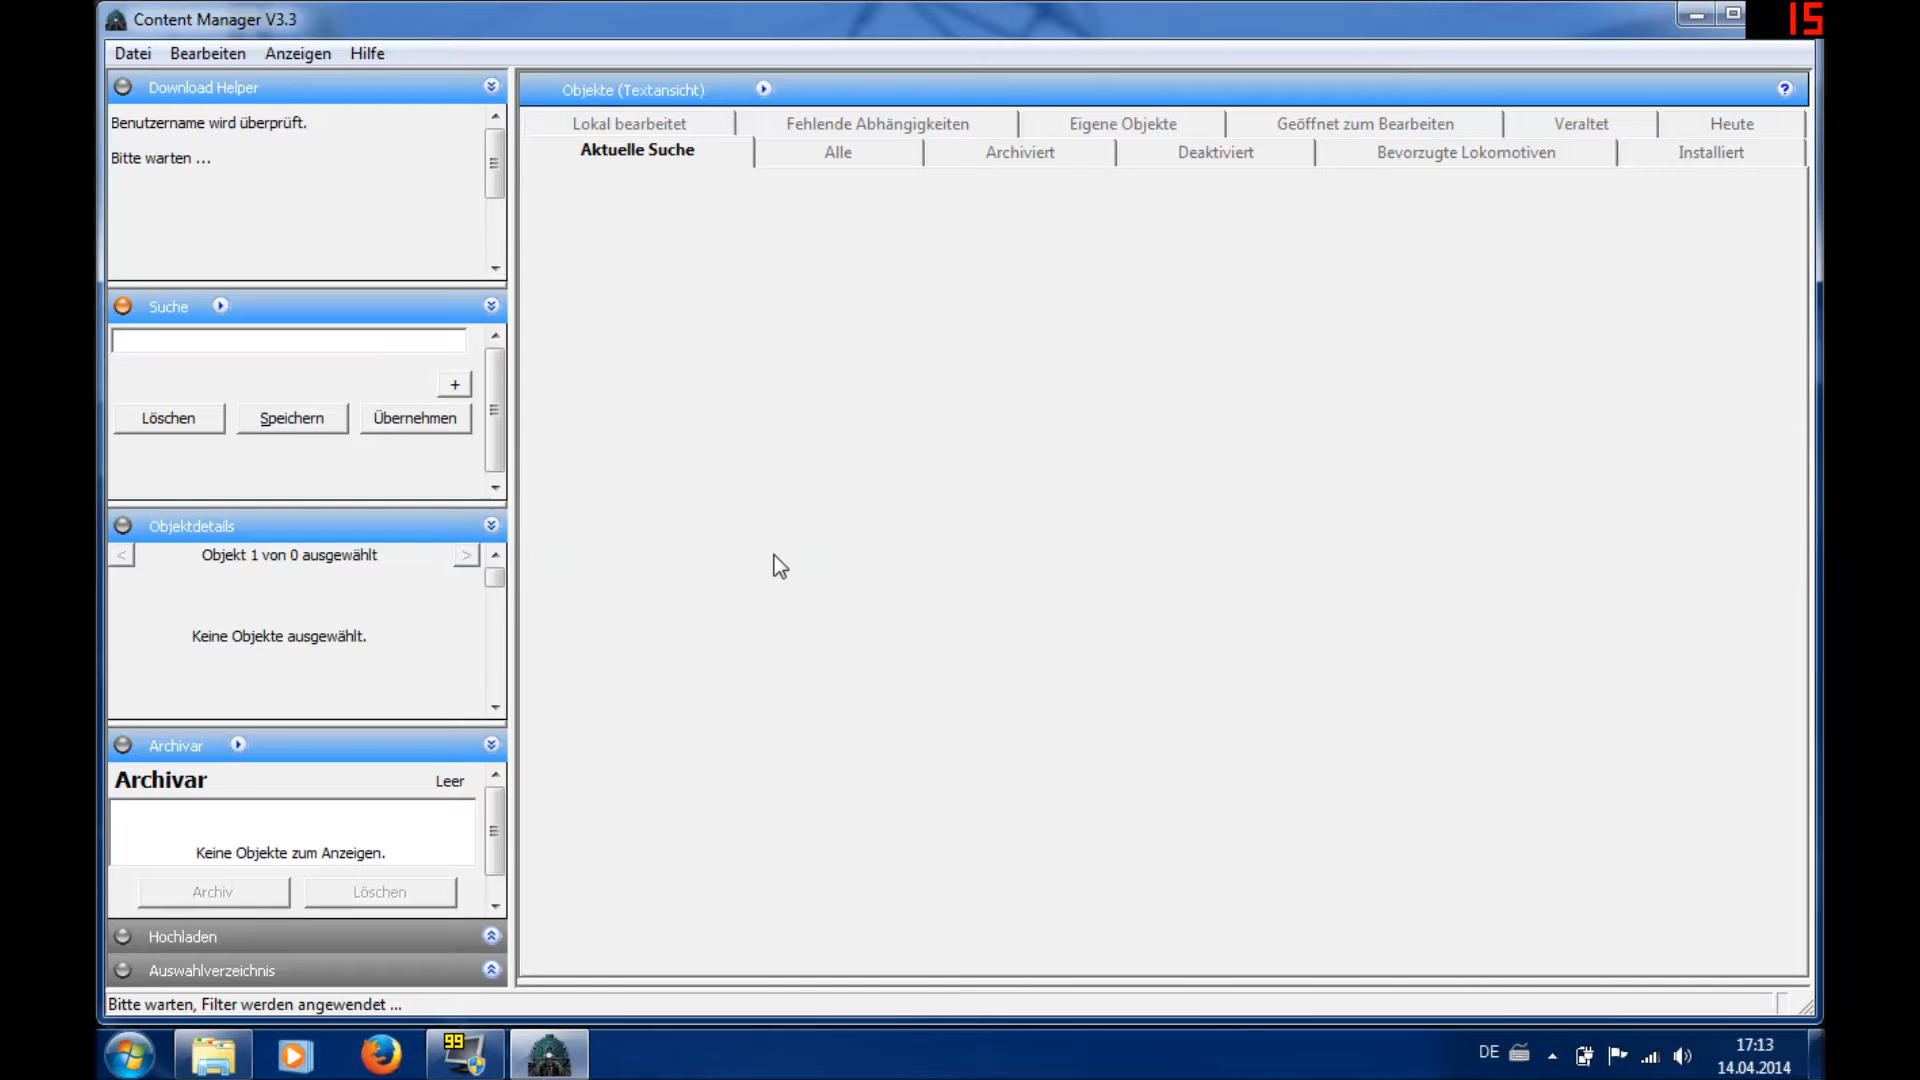 Content Manager V3.3
15
Datei Bearbeiten Anzeigen Hilfe
Download Helper
Benutzername wird überprüft.
Bitte warten ...
Suche
+
Löschen Speichern Übernehmen
Objektdetails
< Objekt 1 von 0 ausgewählt >
Keine Objekte ausgewählt.
Archivar
Archivar Leer
Keine Objekte zum Anzeigen.
Archiv Löschen
Hochladen
Auswahlverzeichnis
Objekte (Textansicht) ?
Lokal bearbeitet Fehlende Abhängigkeiten Eigene Objekte Geöffnet zum Bearbeiten Veraltet Heute
Aktuelle Suche Alle Archiviert Deaktiviert Bevorzugte Lokomotiven Installiert
Bitte warten, Filter werden angewendet ...
99
DE
17:13
14.04.2014